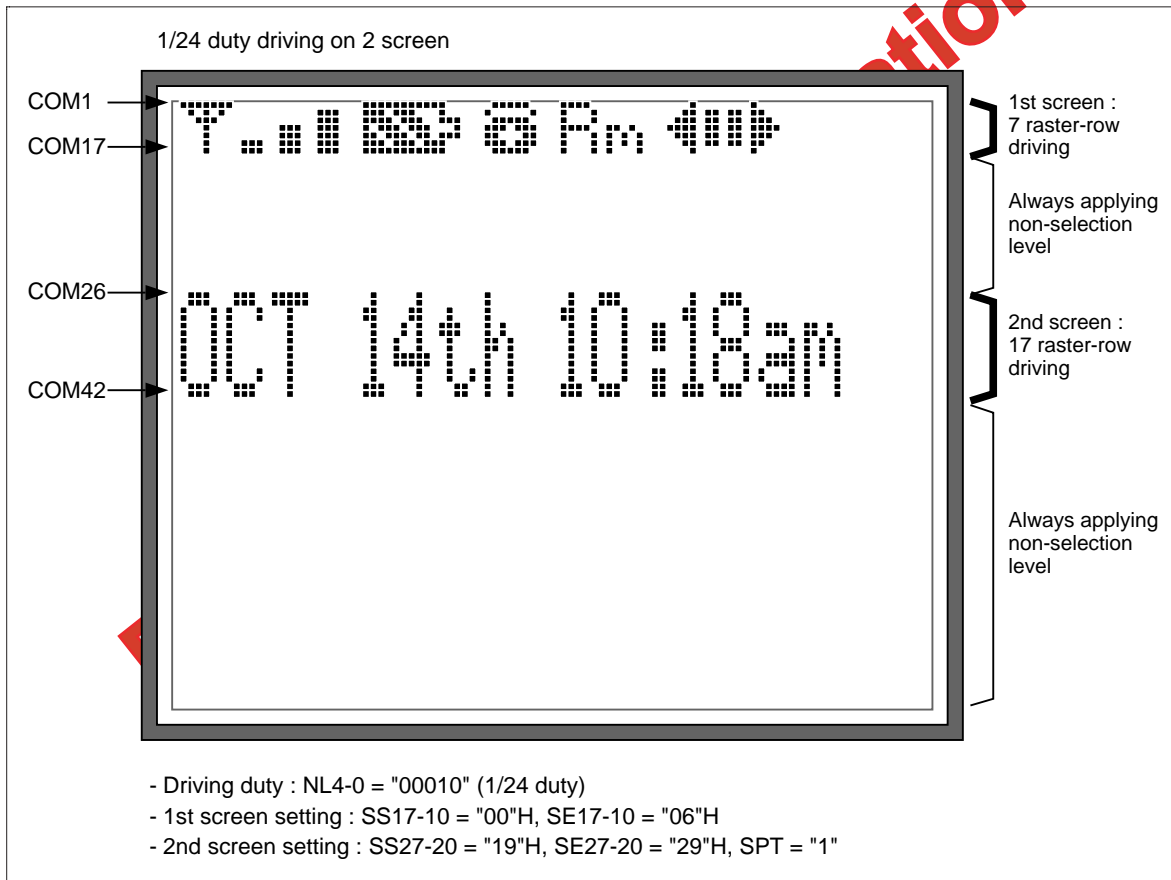 1/24 duty driving on 2 screen
COM1
COM17
1st screen :
7 raster-row
driving
Always applying
non-selection
level
COM26
OCT 14th 10:18am
COM42
2nd screen :
17 raster-row
driving
Always applying
non-selection
level
- Driving duty : NL4-0 = "00010" (1/24 duty)
- 1st screen setting : SS17-10 = "00"H, SE17-10 = "06"H
- 2nd screen setting : SS27-20 = "19"H, SE27-20 = "29"H, SPT = "1"